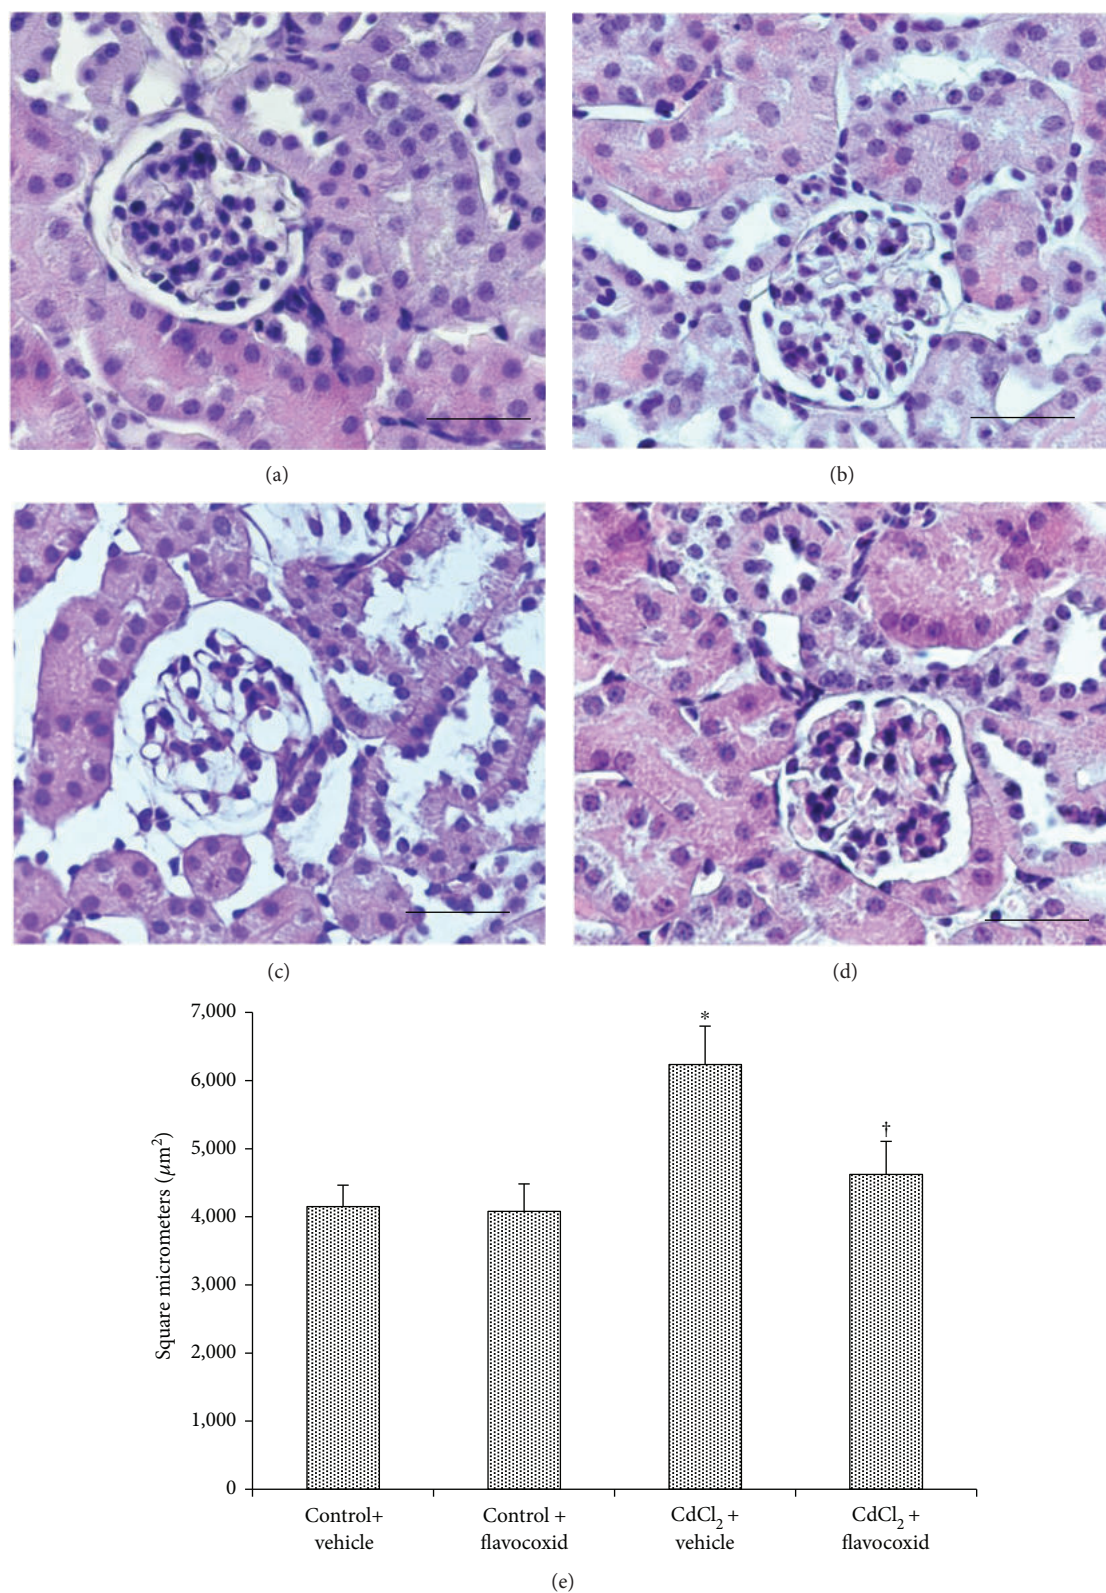 (a)
(b)
(c)
(d)
7,000
6,000
5,000
4,000
3,000
2,000
1,000
0
Square micrometers (μm²)
*
†
Control+
vehicle
Control +
flavocoxid
CdCl₂ +
vehicle
CdCl₂ +
flavocoxid
(e)